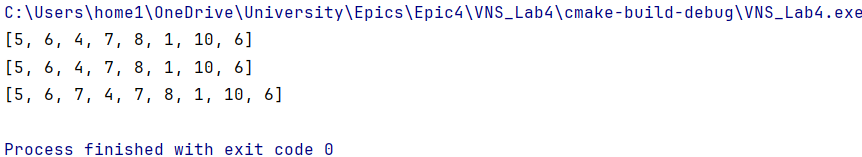 C:\Users\home1\OneDrive\University\Epics\Epic4\VNS_Lab4\cmake-build-debug\VNS_Lab4.exe
[5, 6, 4, 7, 8, 1, 10, 6]
[5, 6, 4, 7, 8, 1, 10, 6]
[5, 6, 7, 4, 7, 8, 1, 10, 6]
Process finished with exit code 0